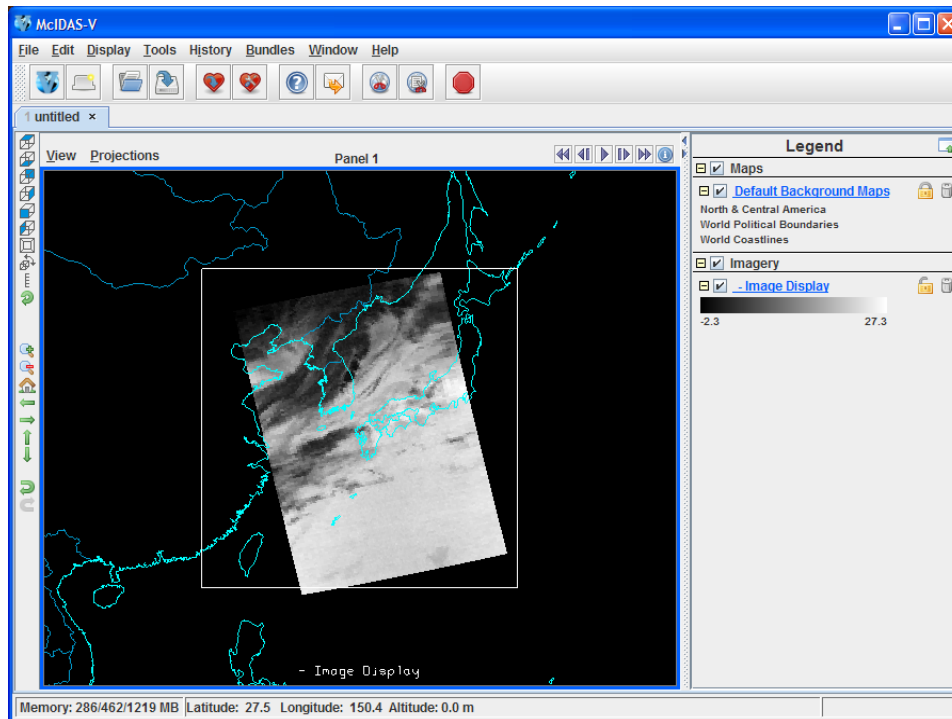 McIDAS-V
File Edit Display Tools History Bundles Window Help
1 untitled ×
View Projections
Panel 1
Legend
Maps
Default Background Maps
North & Central America
World Political Boundaries
World Coastlines
Imagery
- Image Display
-2.3 27.3
- Image Display
Memory: 286/462/1219 MB Latitude: 27.5 Longitude: 150.4 Altitude: 0.0 m